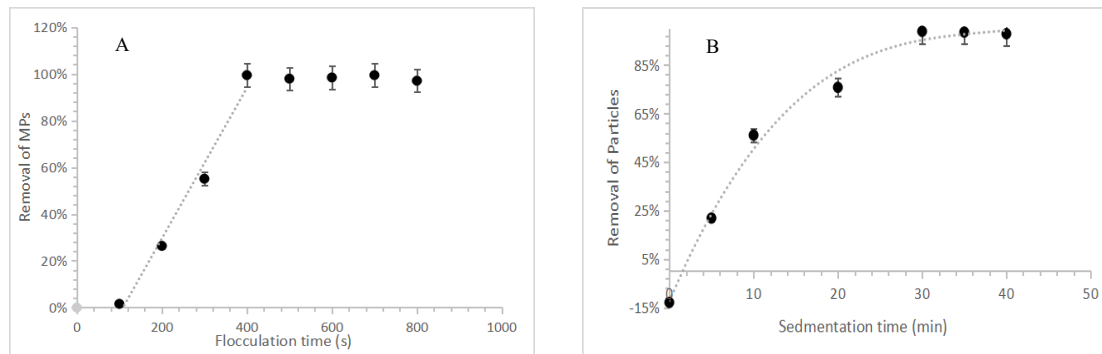 A
Removal of MPs
120%
100%
80%
60%
40%
20%
0%
0 200 400 600 800 1000
Flocculation time (s)
B
Removal of Particles
85%
65%
45%
25%
5%
-15%
0 10 20 30 40 50
Sedmentation time (min)